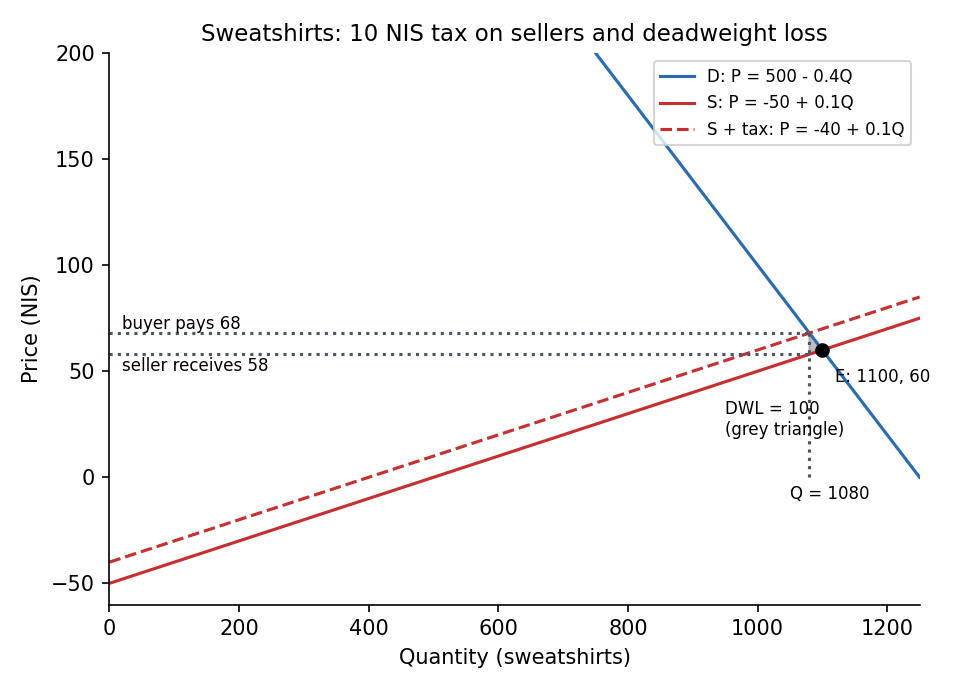 Sweatshirts: 10 NIS tax on sellers and deadweight loss
D: P = 500 - 0.4Q
S: P = -50 + 0.1Q
S + tax: P = -40 + 0.1Q
Price (NIS)
200
150
100
50
0
−50
buyer pays 68
seller receives 58
E: 1100, 60
DWL = 100
(grey triangle)
Q = 1080
0
200
400
600
800
1000
1200
Quantity (sweatshirts)